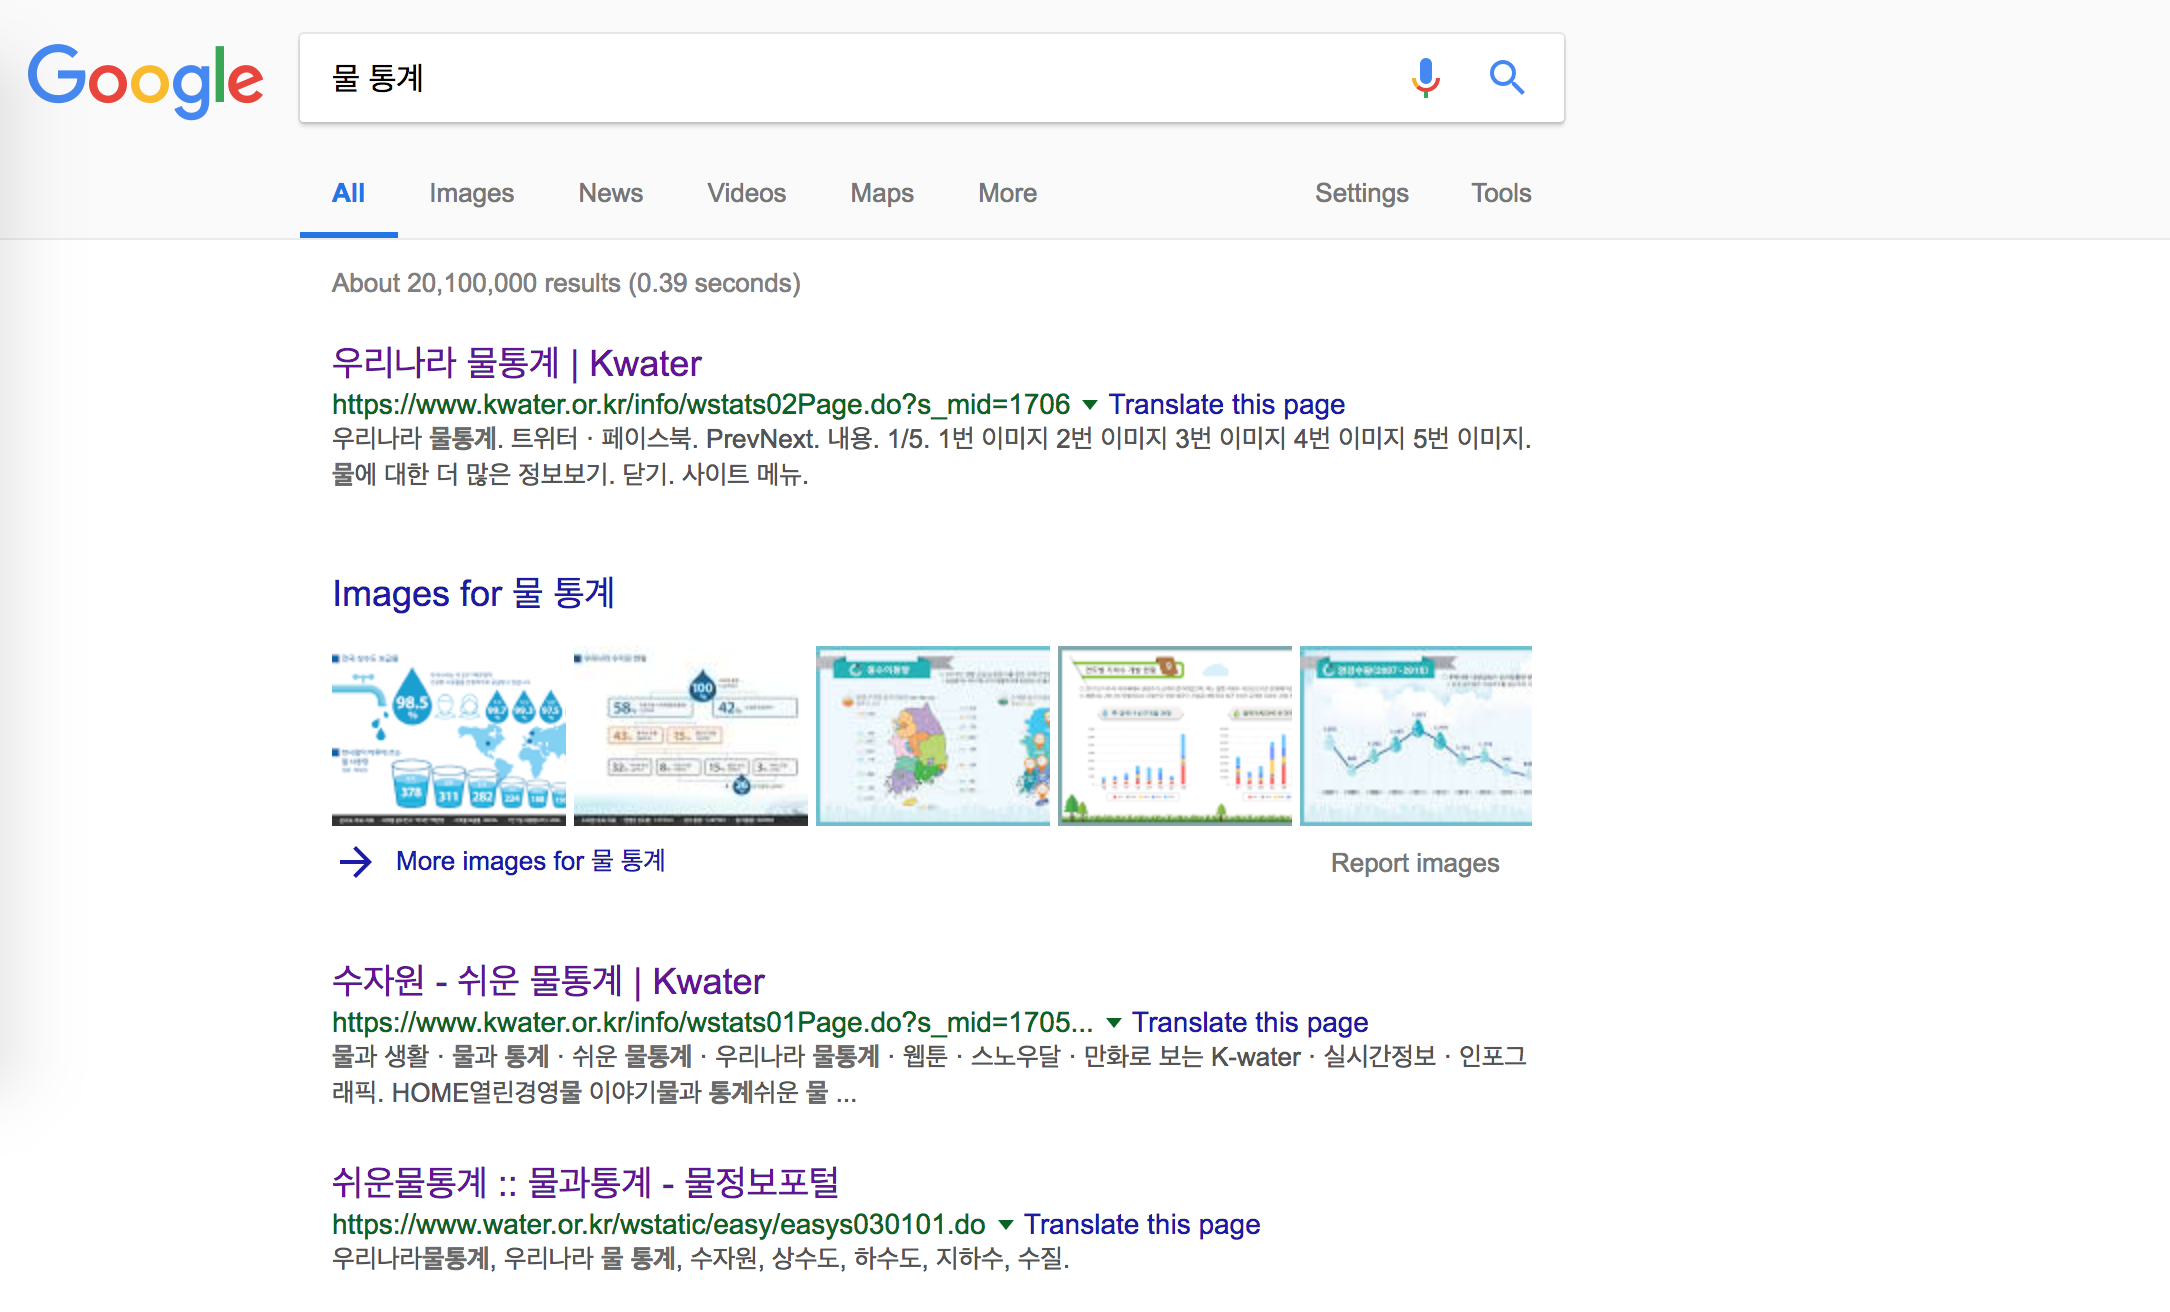 Google
물 통계
All Images News Videos Maps More Settings Tools
About 20,100,000 results (0.39 seconds)
우리나라 물통계 | Kwater
https://www.kwater.or.kr/info/wstats02Page.do?s_mid=1706 ▼ Translate this page
우리나라 물통계. 트위터 · 페이스북. PrevNext. 내용. 1/5. 1번 이미지 2번 이미지 3번 이미지 4번 이미지 5번 이미지.
물에 대한 더 많은 정보보기. 닫기. 사이트 메뉴.
Images for 물 통계
98.5
%
99.7 99.3 97.5
378 311 282 224
100
%
58% 42%
43% 15%
32% 8% 15% 3%
26
More images for 물 통계
Report images
수자원 - 쉬운 물통계 | Kwater
https://www.kwater.or.kr/info/wstats01Page.do?s_mid=1705... ▼ Translate this page
물과 생활 · 물과 통계 · 쉬운 물통계 · 우리나라 물통계 · 웹툰 · 스노우달 · 만화로 보는 K-water · 실시간정보 · 인포그
래픽. HOME열린경영물 이야기물과 통계쉬운 물 ...
쉬운물통계 :: 물과통계 - 물정보포털
https://www.water.or.kr/wstatic/easy/easys030101.do ▼ Translate this page
우리나라물통계, 우리나라 물 통계, 수자원, 상수도, 하수도, 지하수, 수질.